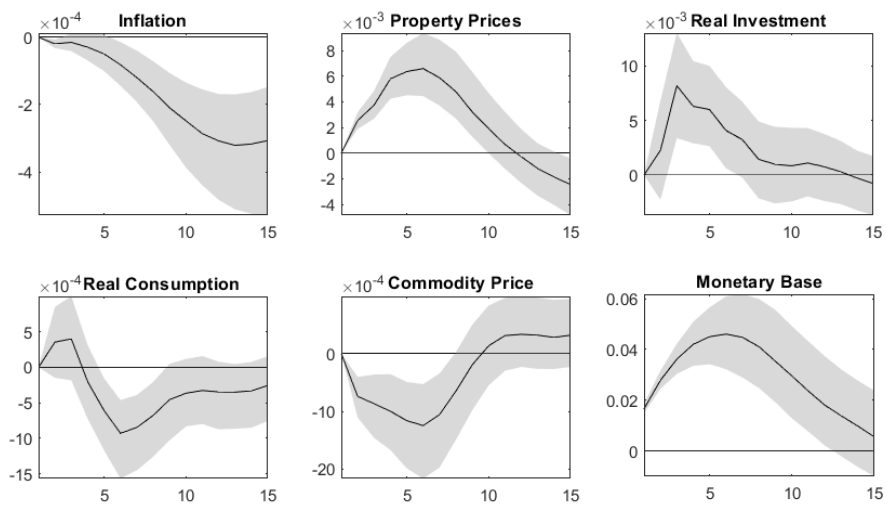 ×10⁻⁴ Inflation
0
-2
-4
5 10 15
×10⁻³ Property Prices
8
6
4
2
0
-2
-4
5 10 15
×10⁻³ Real Investment
10
5
0
5 10 15
×10⁻⁴ Real Consumption
5
0
-5
-10
-15
5 10 15
×10⁻⁴ Commodity Price
0
-10
-20
5 10 15
Monetary Base
0.06
0.04
0.02
0
5 10 15